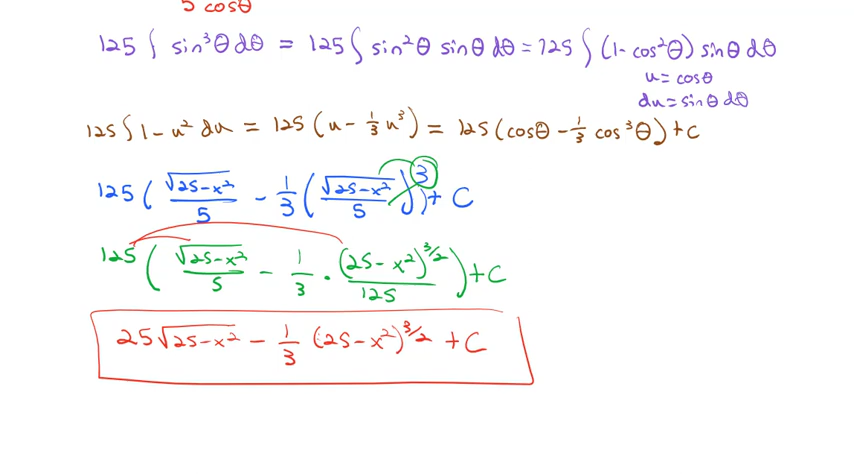 5 cosθ
125 ∫ sin³θ dθ = 125 ∫ sin²θ sinθ dθ = 125 ∫ (1 - cos²θ) sinθ dθ
u = cosθ
du = sinθ dθ
125 ∫ 1 - u² du = 125 (u - 1/3 u³) = 125 (cosθ - 1/3 cos³θ) + C
125 ( √(25-x²)/5 - 1/3 ( √(25-x²)/5 )³ ) + C
125 ( √(25-x²)/5 - 1/3 · (25-x²)^(3/2)/125 ) + C
25√(25-x²) - 1/3 (25-x²)^(3/2) + C